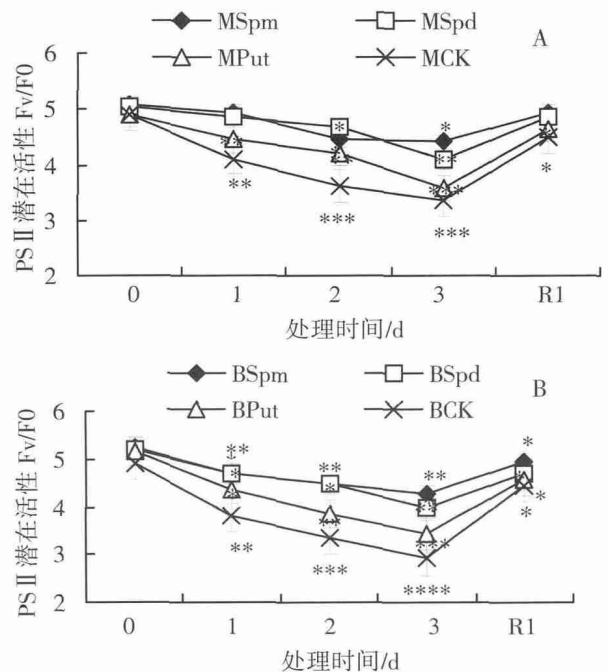 MSpm MSpd A
MPut MCK
PSⅡ潜在活性 Fv/F0
6
5
4
3
2
* *
** * **
** *** *
*** ***
0 1 2 3 R1
处理时间/d
BSpm BSpd B
BPut BCK
PSⅡ潜在活性 Fv/F0
6
5
4
3
2
** ** ** *
* * ** *
* ** *** *
** *** ****
0 1 2 3 R1
处理时间/d